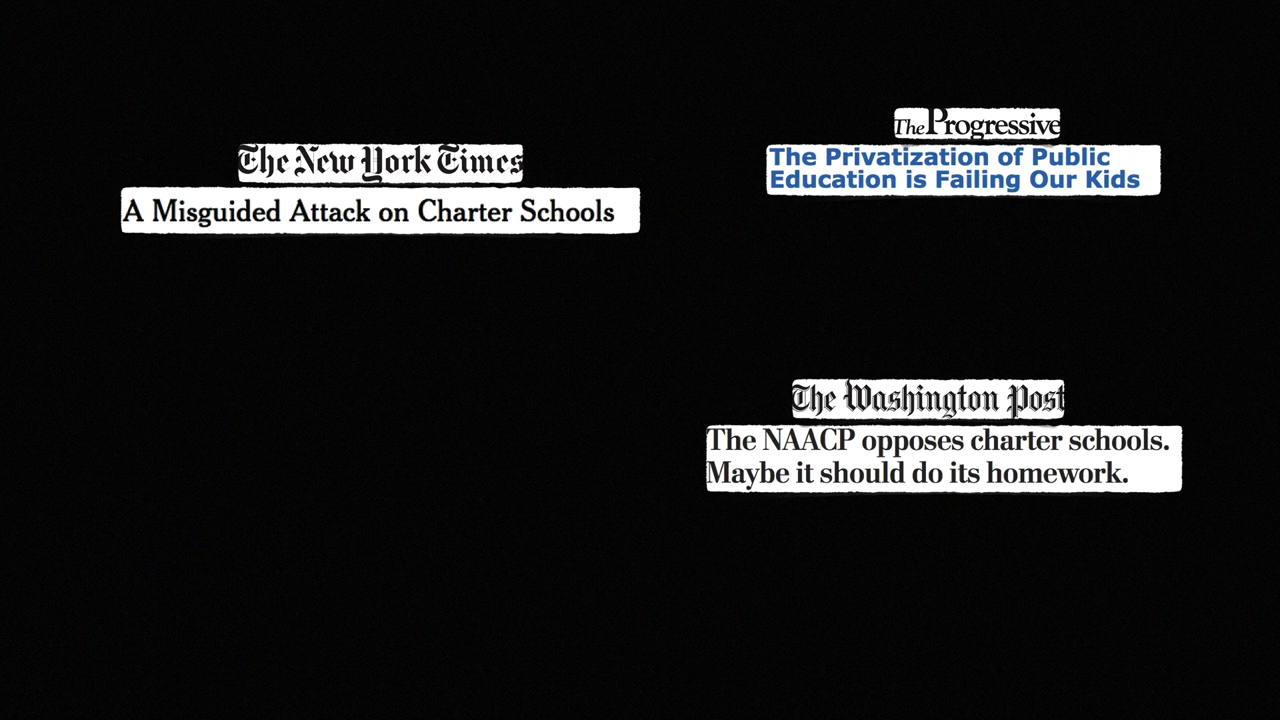 The New York Times
A Misguided Attack on Charter Schools
The Progressive
The Privatization of Public
Education is Failing Our Kids
The Washington Post
The NAACP opposes charter schools.
Maybe it should do its homework.